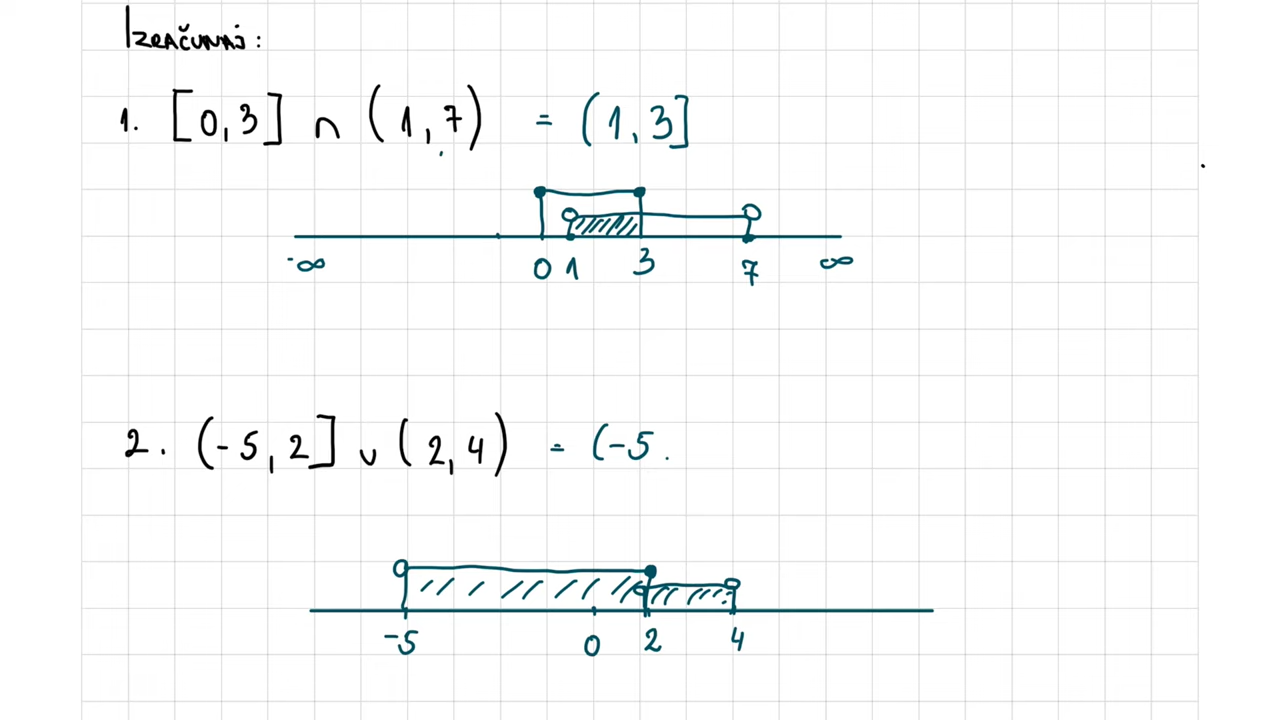 Izračunaj:
1. [0,3] ∩ (1,7) = (1,3]
-∞ 0 1 3 7 ∞
2. (-5,2] ∪ (2,4) = (-5
-5 0 2 4